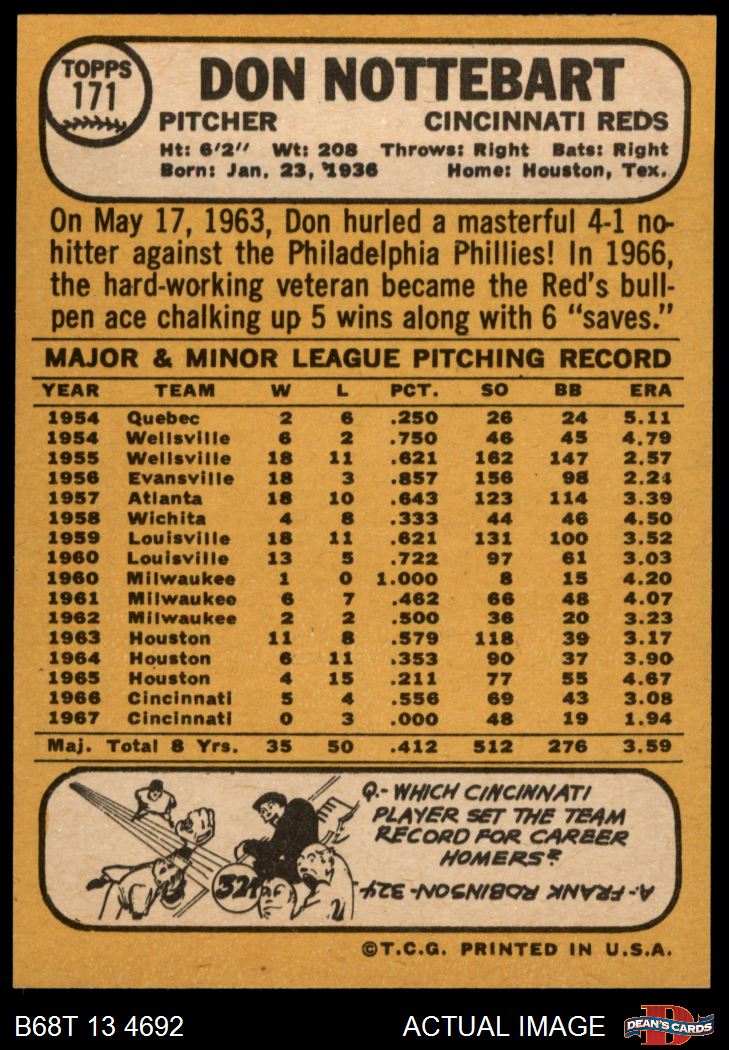 TOPPS
171
DON NOTTEBART
PITCHER CINCINNATI REDS
Ht: 6'2" Wt: 208 Throws: Right Bats: Right
Born: Jan. 23, 1936 Home: Houston, Tex.
On May 17, 1963, Don hurled a masterful 4-1 no-
hitter against the Philadelphia Phillies! In 1966,
the hard-working veteran became the Red's bull-
pen ace chalking up 5 wins along with 6 "saves."
MAJOR & MINOR LEAGUE PITCHING RECORD
YEAR TEAM W L PCT. SO BB ERA
1954 Quebec 2 6 .250 26 24 5.11
1954 Wellsville 6 2 .750 46 45 4.79
1955 Wellsville 18 11 .621 162 147 2.57
1956 Evansville 18 3 .857 156 98 2.24
1957 Atlanta 18 10 .643 123 114 3.39
1958 Wichita 4 8 .333 44 46 4.50
1959 Louisville 18 11 .621 131 100 3.52
1960 Louisville 13 5 .722 97 61 3.03
1960 Milwaukee 1 0 1.000 8 15 4.20
1961 Milwaukee 6 7 .462 66 48 4.07
1962 Milwaukee 2 2 .500 36 20 3.23
1963 Houston 11 8 .579 118 39 3.17
1964 Houston 6 11 .353 90 37 3.90
1965 Houston 4 15 .211 77 55 4.67
1966 Cincinnati 5 4 .556 69 43 3.08
1967 Cincinnati 0 3 .000 48 19 1.94
Maj. Total 8 Yrs. 35 50 .412 512 276 3.59
Q.- WHICH CINCINNATI
PLAYER SET THE TEAM
RECORD FOR CAREER
HOMERS?
A.- FRANK ROBINSON - 324
324
©T.C.G. PRINTED IN U.S.A.
B68T 13 4692 ACTUAL IMAGE DEAN'S CARDS